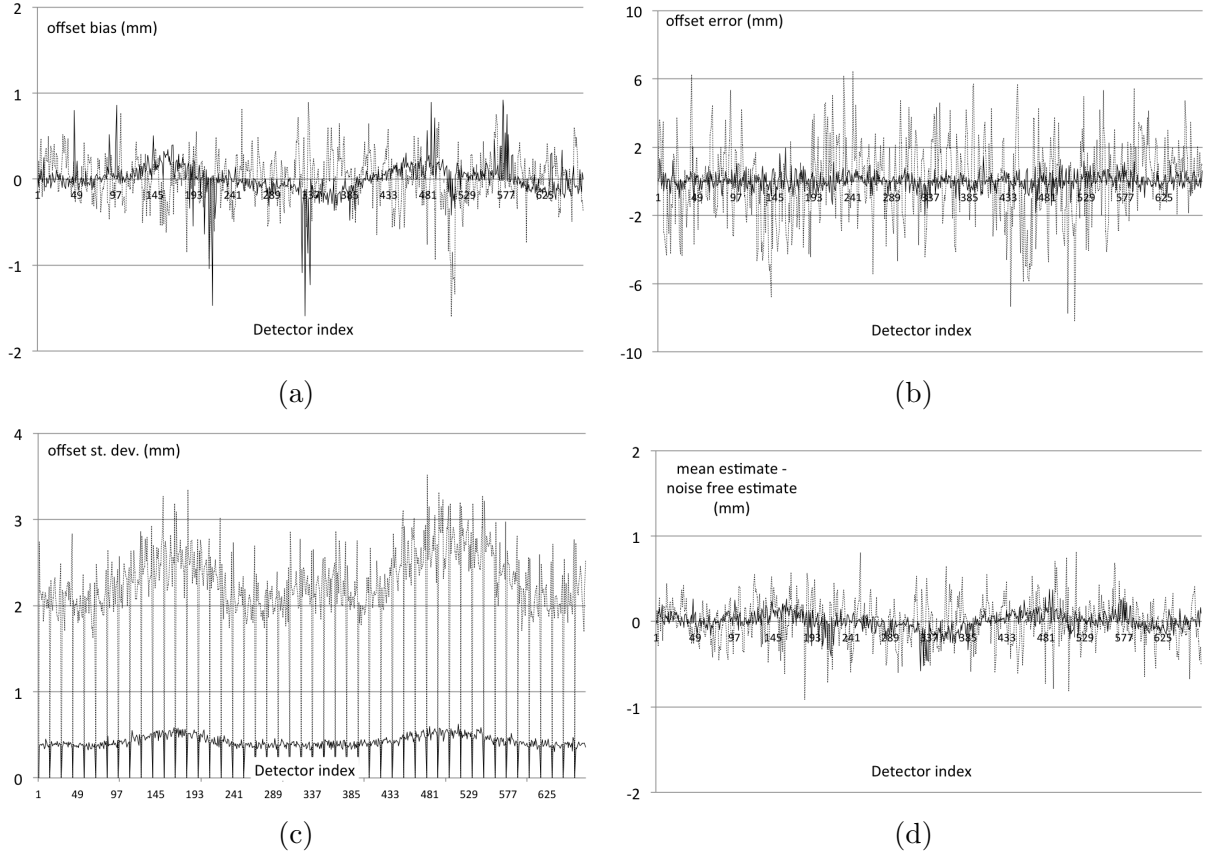 2
offset bias (mm)
1
0
1 49 97 145 193 241 289 337 385 433 481 529 577 625
-1
Detector index
-2
(a)
10
offset error (mm)
6
2
1 49 97 145 193 241 289 337 385 433 481 529 577 625
-2
-6
Detector index
-10
(b)
4
offset st. dev. (mm)
3
2
1
Detector index
0
1 49 97 145 193 241 289 337 385 433 481 529 577 625
(c)
2
mean estimate -
noise free estimate
(mm)
1
0
1 49 97 145 193 241 289 337 385 433 481 529 577 625
-1
Detector index
-2
(d)